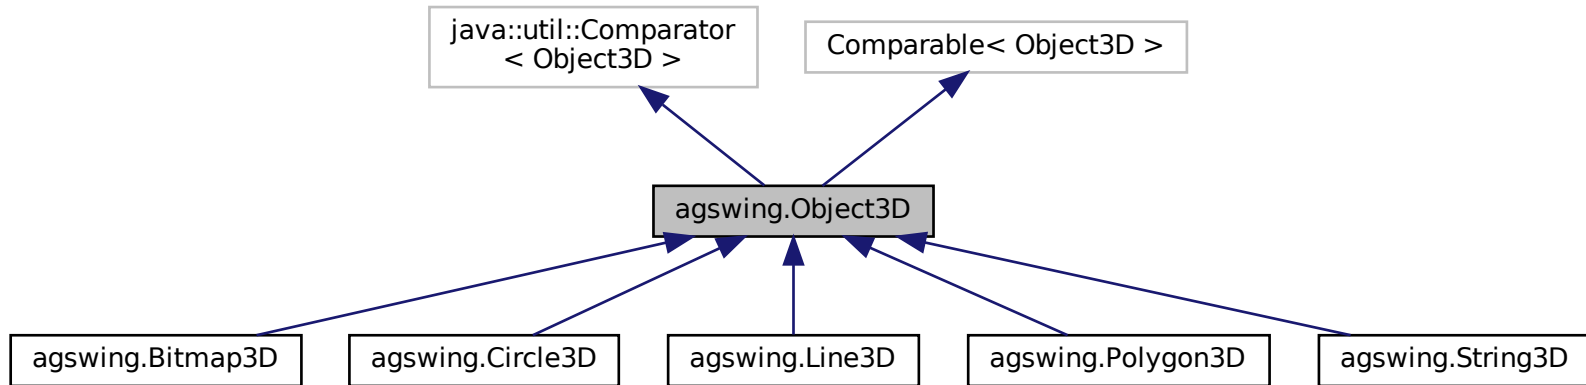 java::util::Comparator
< Object3D >
Comparable< Object3D >
agswing.Object3D
agswing.Bitmap3D
agswing.Circle3D
agswing.Line3D
agswing.Polygon3D
agswing.String3D